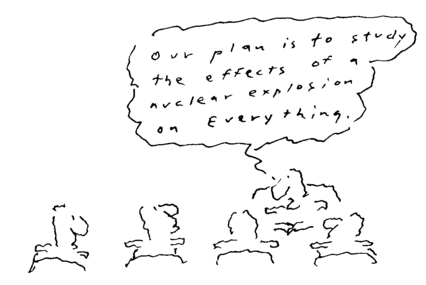 Our plan is to study
the effects of a
nuclear explosion
on Everything.